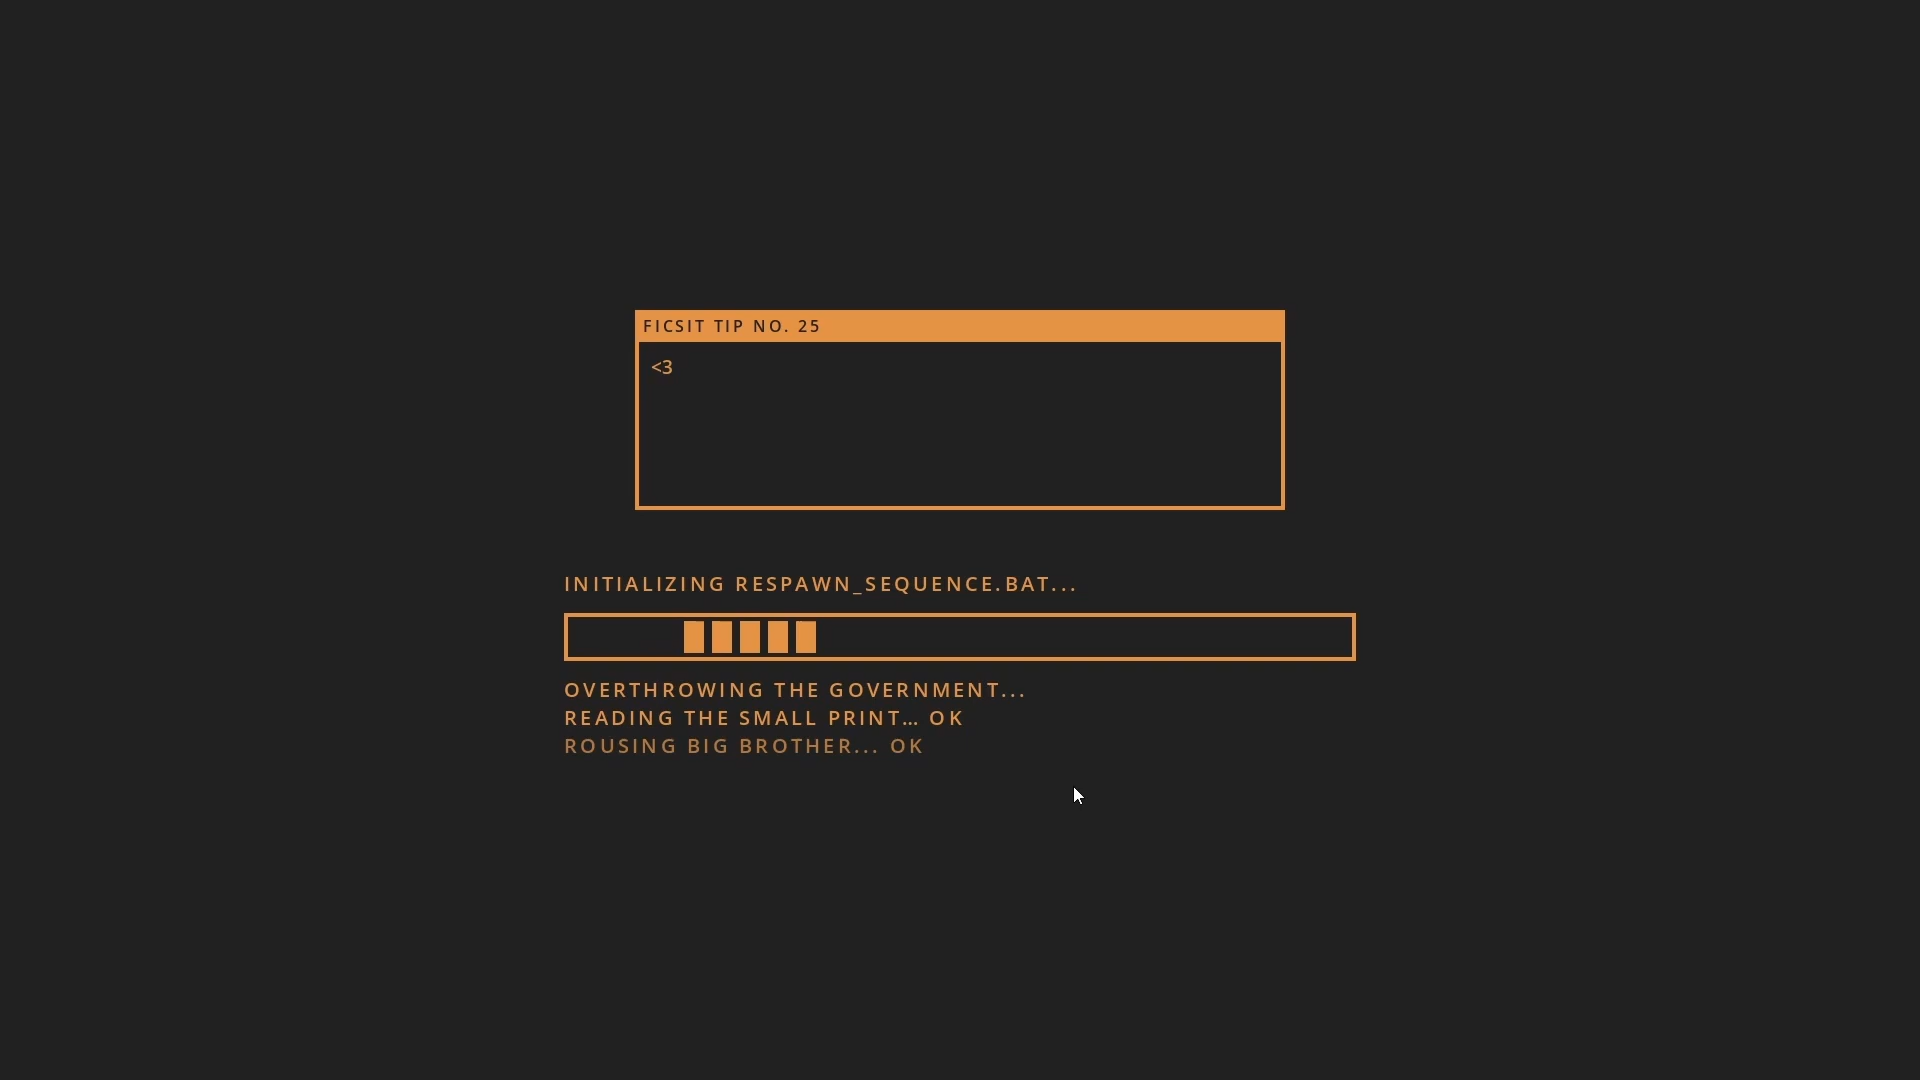 FICSIT TIP NO. 25
<3
INITIALIZING RESPAWN_SEQUENCE.BAT...
OVERTHROWING THE GOVERNMENT...
READING THE SMALL PRINT… OK
ROUSING BIG BROTHER... OK